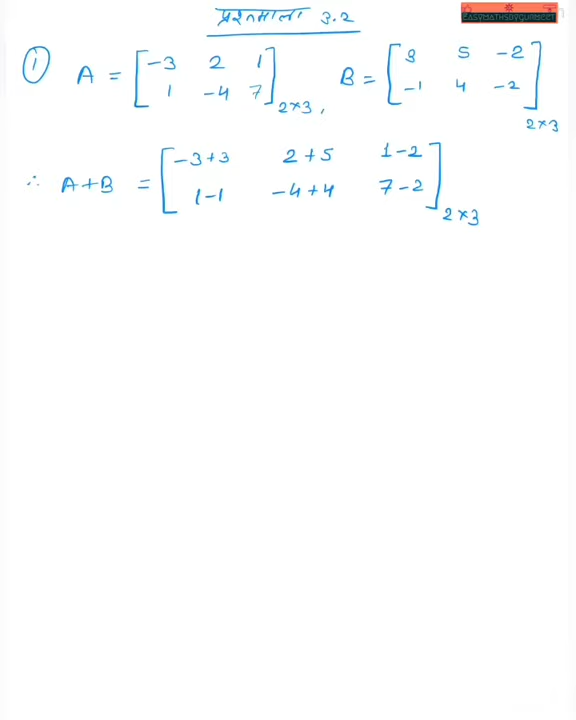 प्रश्नमाला 3.2
EASYMATHSBYGURMEET
① A = [ -3 2 1
1 -4 7 ] 2×3, B = [ 3 5 -2
-1 4 -2 ] 2×3
∴ A+B = [ -3+3 2+5 1-2
1-1 -4+4 7-2 ] 2×3